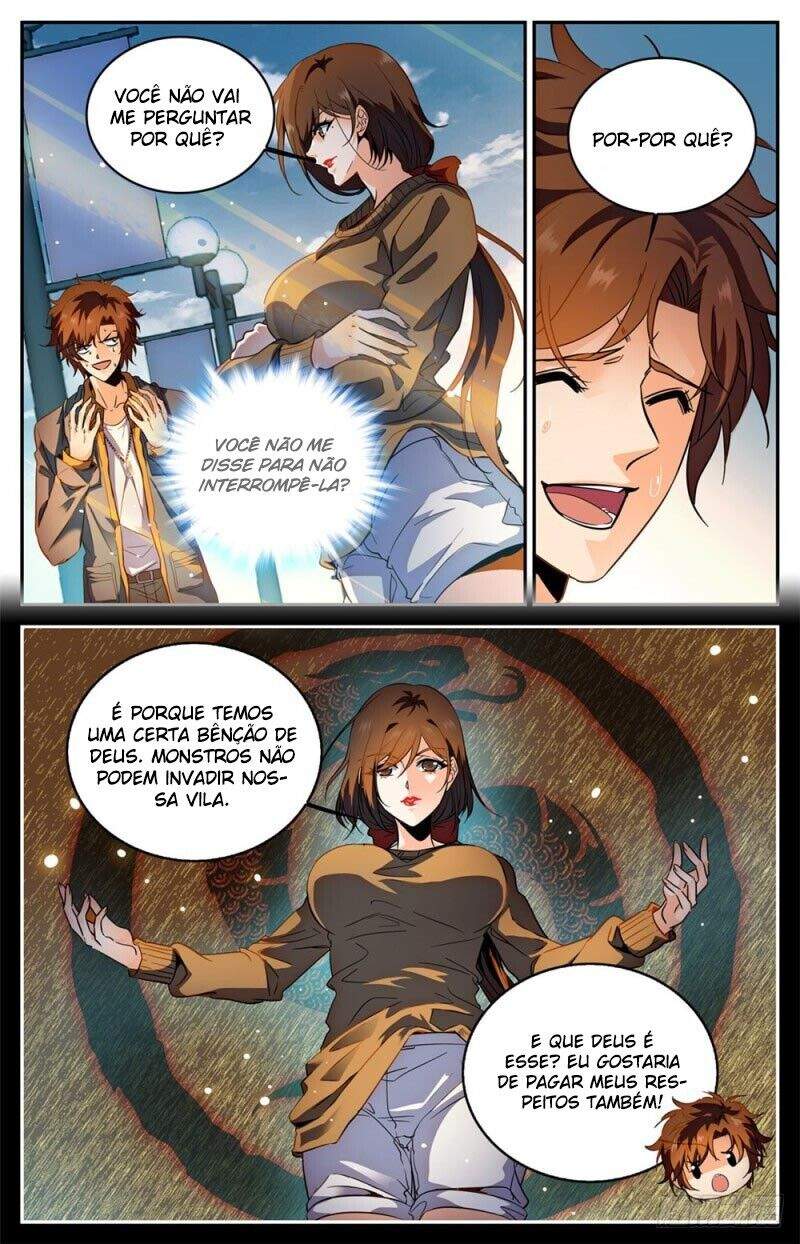 VOCÊ NÃO VAI
ME PERGUNTAR
POR QUÊ?
VOCÊ NÃO ME
DISSE PARA NÃO
INTERROMPÊ-LA?
POR-POR QUÊ?
É PORQUE TEMOS
UMA CERTA BÊNÇÃO DE
DEUS. MONSTROS NÃO
PODEM INVADIR NOS-
SA VILA.
E QUE DEUS É
ESSE? EU GOSTARIA
DE PAGAR MEUS RES-
PEITOS TAMBÉM!